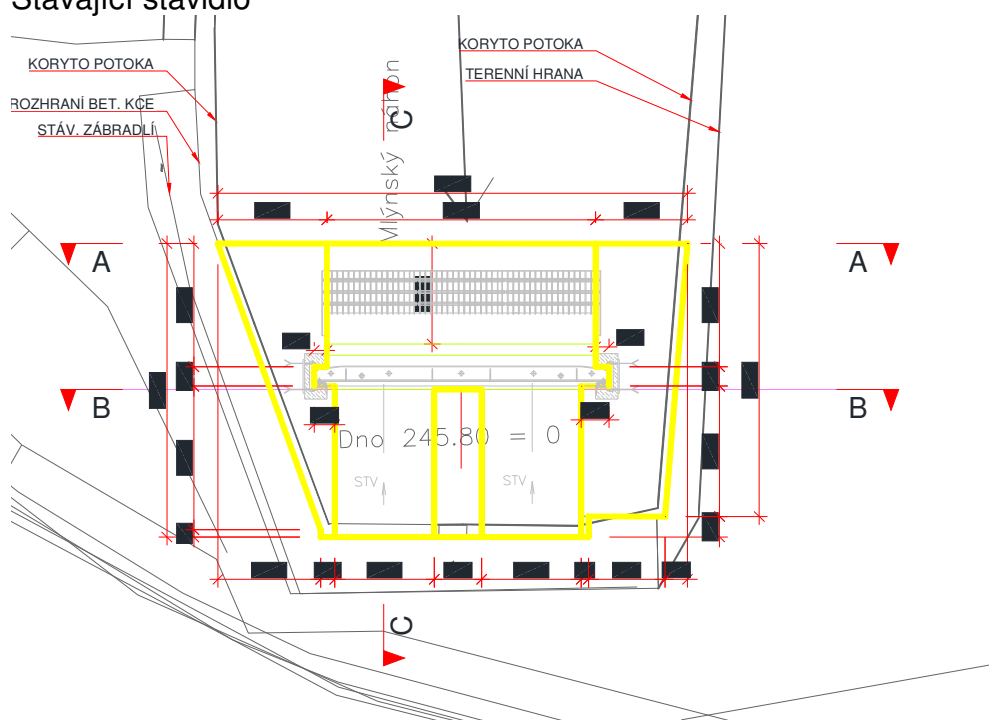 Stávající stavidlo
KORYTO POTOKA
ROZHRANÍ BET. KCE
STÁV. ZÁBRADLÍ
KORYTO POTOKA
TERENNÍ HRANA
C
Mlýnský náhon
A
A
B
B
Dno 245.80 = 0
STV
STV
C